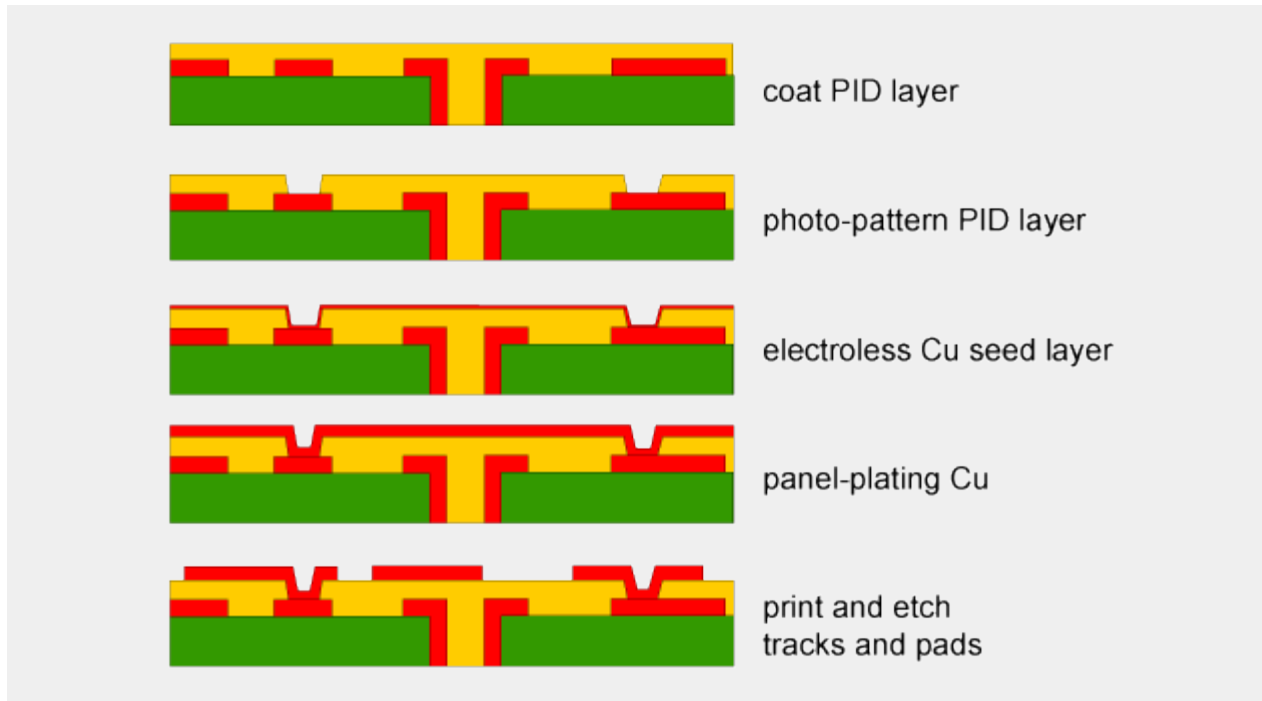 coat PID layer
photo-pattern PID layer
electroless Cu seed layer
panel-plating Cu
print and etch
tracks and pads